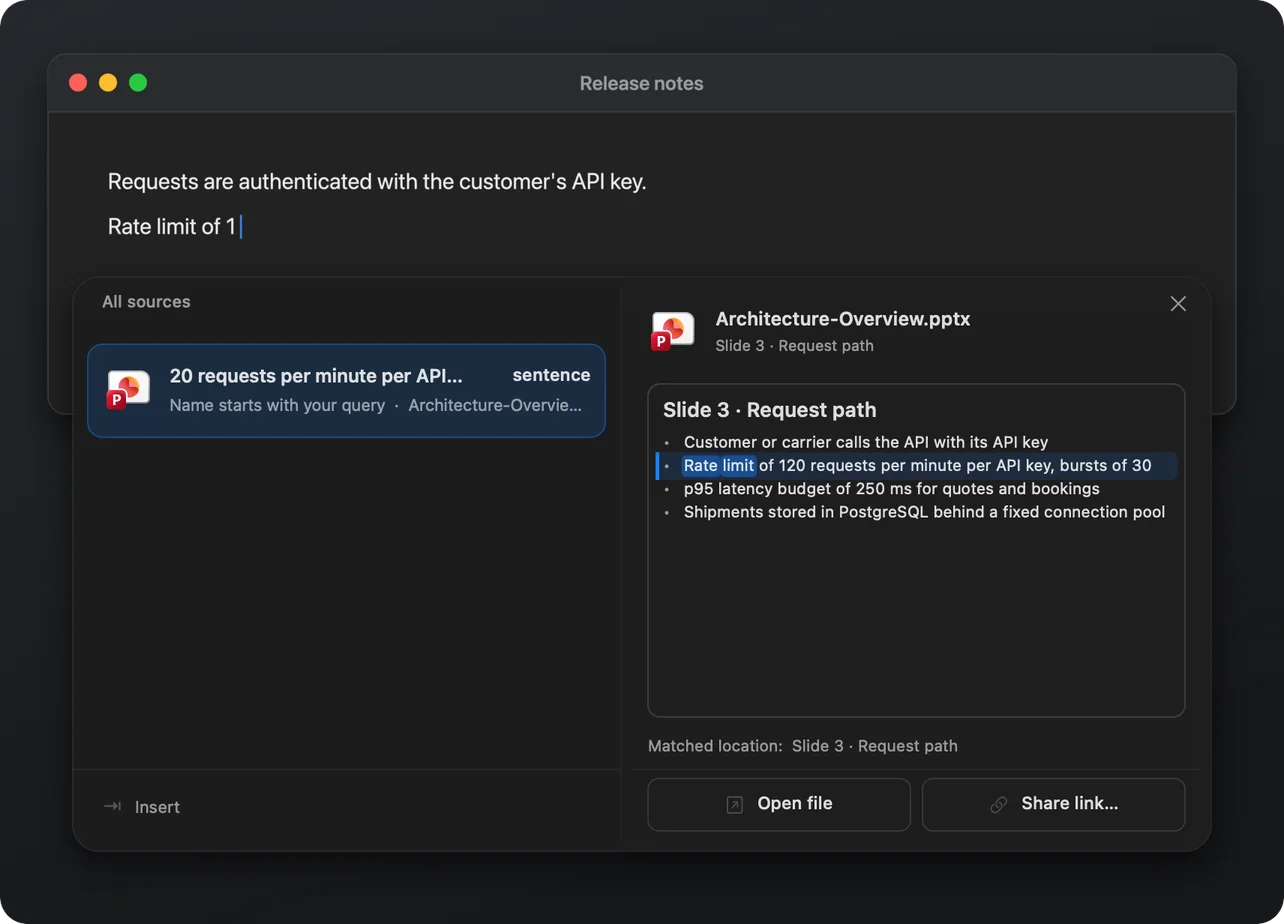 Release notes
Requests are authenticated with the customer's API key.
Rate limit of 1
All sources
P
20 requests per minute per API...
sentence
Name starts with your query · Architecture-Overvie...
Insert
P
Architecture-Overview.pptx
Slide 3 · Request path
Slide 3 · Request path
• Customer or carrier calls the API with its API key
• Rate limit of 120 requests per minute per API key, bursts of 30
• p95 latency budget of 250 ms for quotes and bookings
• Shipments stored in PostgreSQL behind a fixed connection pool
Matched location: Slide 3 · Request path
Open file
Share link...